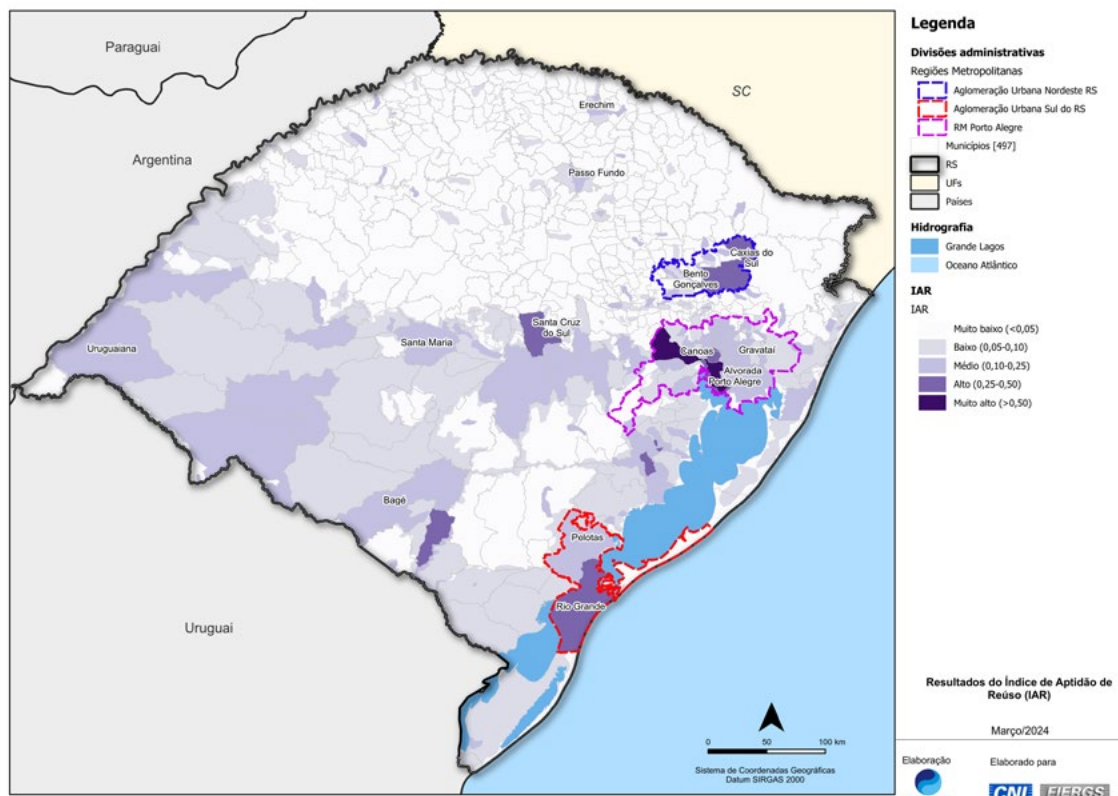 Paraguai
Argentina
Uruguai
SC
Erechim
Passo Fundo
Caxias do
Sul
Bento
Gonçalves
Santa Cruz
do Sul
Santa Maria
Uruguaiana
Canoas
Gravataí
Alvorada
Porto Alegre
Bagé
Pelotas
Rio Grande
0 50 100 km
Sistema de Coordenadas Geográficas
Datum SIRGAS 2000
Legenda
Divisões administrativas
Regiões Metropolitanas
Aglomeração Urbana Nordeste RS
Aglomeração Urbana Sul do RS
RM Porto Alegre
Municípios [497]
RS
UFs
Países
Hidrografia
Grande Lagos
Oceano Atlântico
IAR
IAR
Muito baixo (<0,05)
Baixo (0,05-0,10)
Médio (0,10-0,25)
Alto (0,25-0,50)
Muito alto (>0,50)
Resultados do Índice de Aptidão de
Reúso (IAR)
Março/2024
Elaboração
Elaborado para
CNI FIERGS